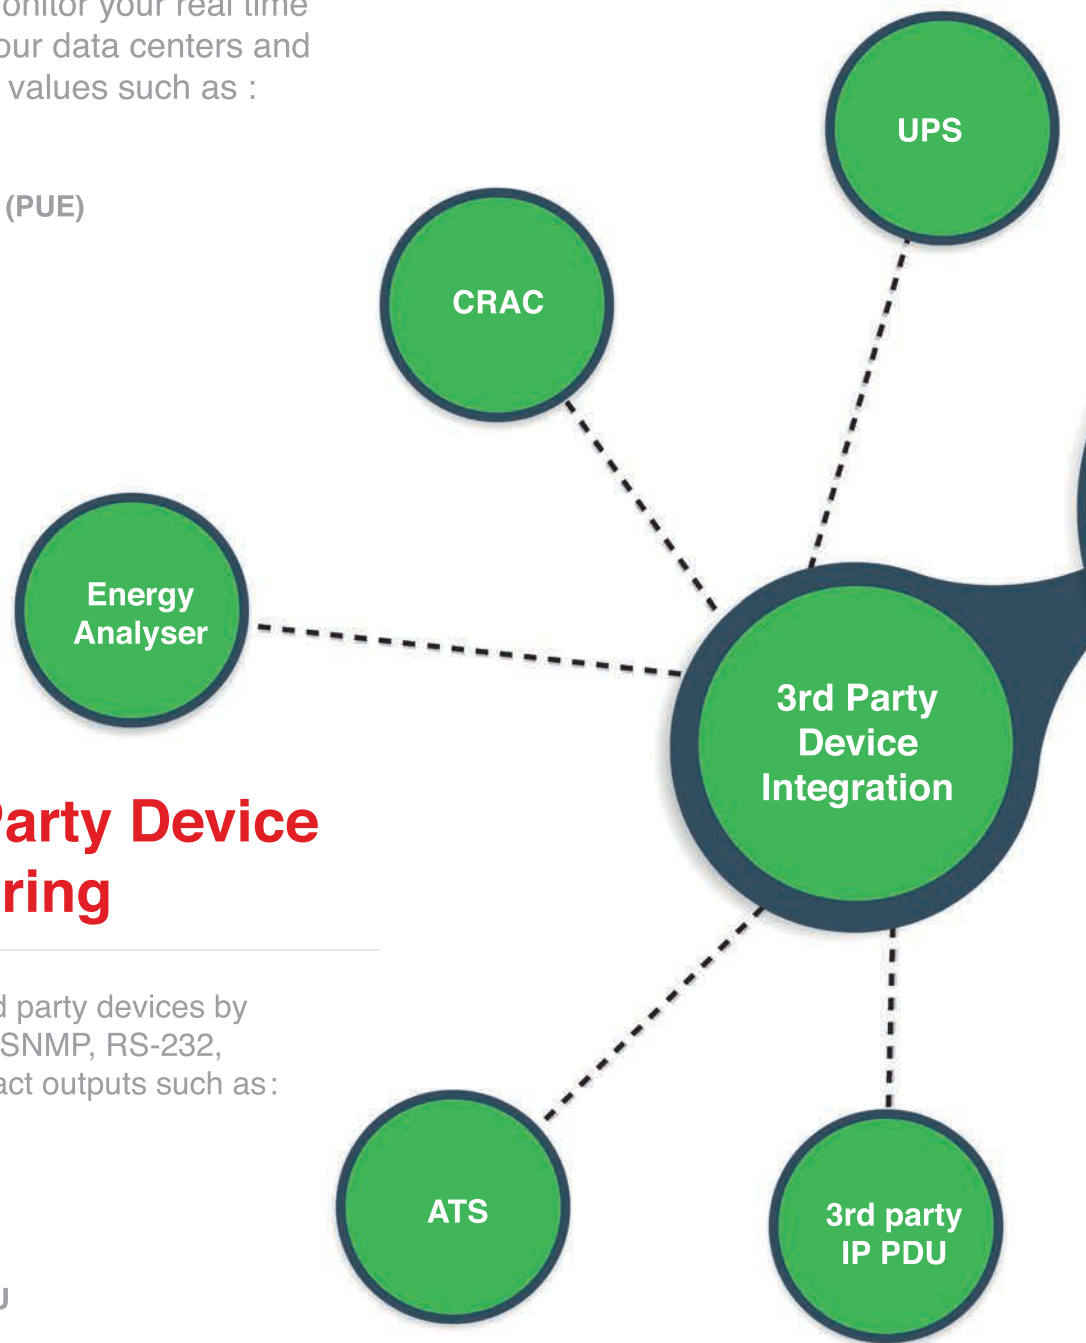 onitor your real time
our data centers and
values such as :
(PUE)
UPS
CRAC
Energy
Analyser
3rd Party
Device
Integration
Party Device
ring
d party devices by
SNMP, RS-232,
act outputs such as:
ATS
3rd party
IP PDU
U